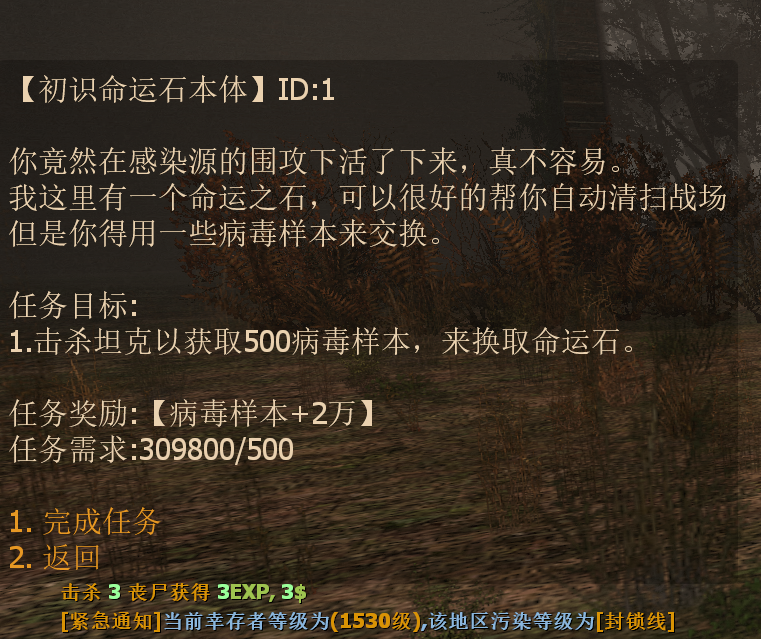 【初识命运石本体】ID:1
你竟然在感染源的围攻下活了下来，真不容易。
我这里有一个命运之石，可以很好的帮你自动清扫战场
但是你得用一些病毒样本来交换。
任务目标:
1.击杀坦克以获取500病毒样本，来换取命运石。
任务奖励:【病毒样本+2万】
任务需求:309800/500
1. 完成任务
2. 返回
击杀 3 丧尸获得 3EXP, 3$
[紧急通知]当前幸存者等级为(1530级),该地区污染等级为[封锁线]